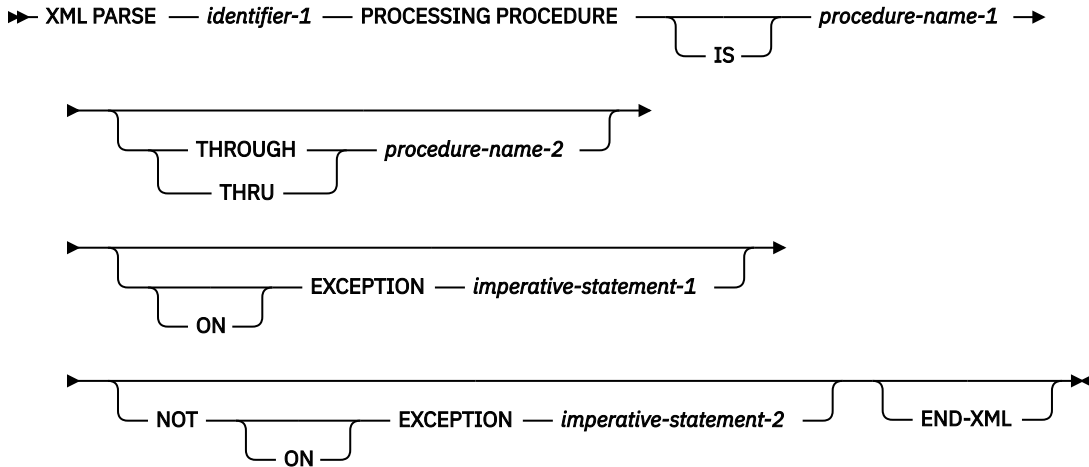 XML PARSE identifier-1 PROCESSING PROCEDURE procedure-name-1
IS
THROUGH procedure-name-2
THRU
EXCEPTION imperative-statement-1
ON
NOT EXCEPTION imperative-statement-2 END-XML
ON